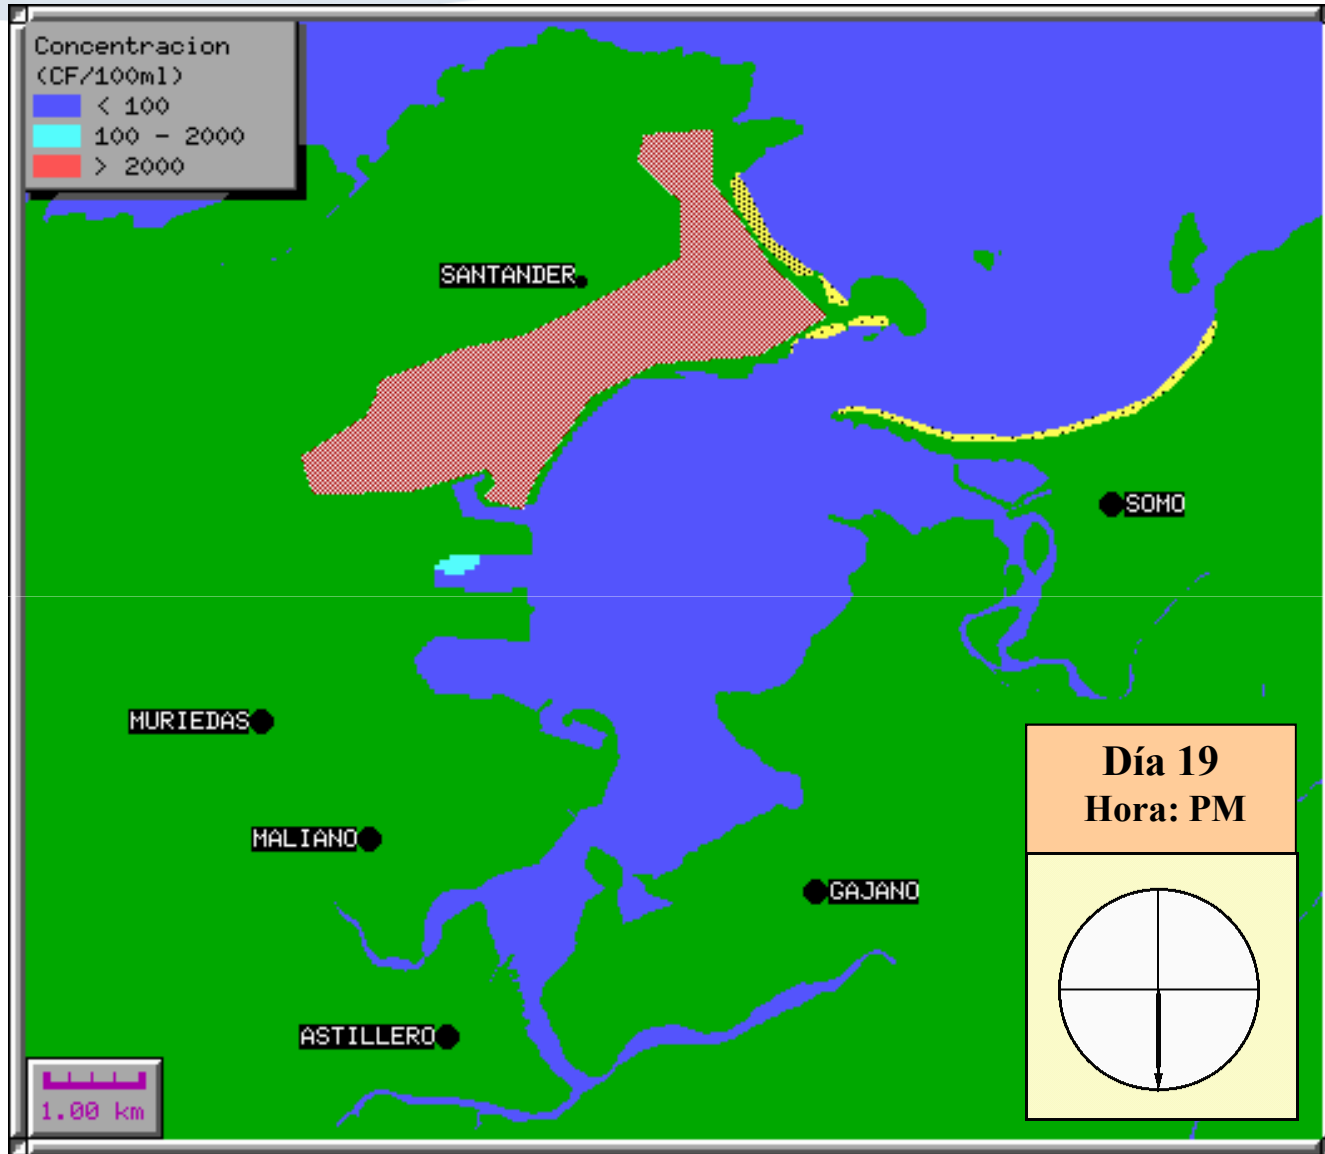 Concentracion
(CF/100ml)
< 100
100 - 2000
> 2000
SANTANDER
SOMO
MURIEDAS
Día 19
Hora: PM
MALIANO
GAJANO
ASTILLERO
1.00 km